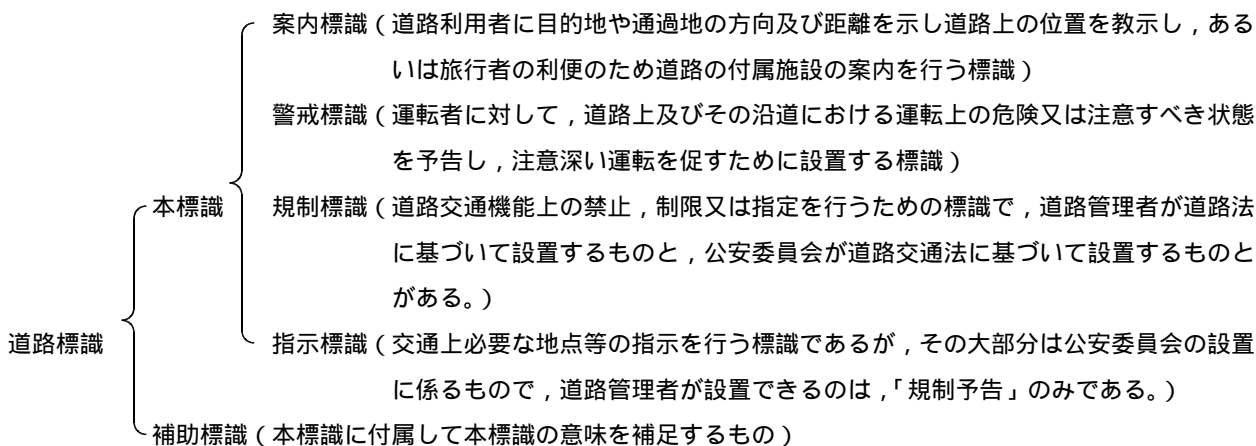 案内標識（道路利用者に目的地や通過地の方向及び距離を示し道路上の位置を教示し，ある
いは旅行者の利便のため道路の付属施設の案内を行う標識）
警戒標識（運転者に対して，道路上及びその沿道における運転上の危険又は注意すべき状態
を予告し，注意深い運転を促すために設置する標識）
本標識 規制標識（道路交通機能上の禁止，制限又は指定を行うための標識で，道路管理者が道路法
に基づいて設置するものと，公安委員会が道路交通法に基づいて設置するものと
がある。）
道路標識 指示標識（交通上必要な地点等の指示を行う標識であるが，その大部分は公安委員会の設置
に係るもので，道路管理者が設置できるのは，「規制予告」のみである。）
補助標識（本標識に付属して本標識の意味を補足するもの）